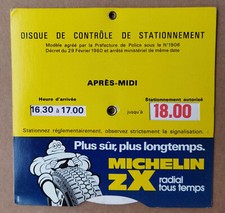 DISQUE DE CONTRÔLE DE STATIONNEMENT
Modèle agréé par la Préfecture de Police sous le N°1906
Décret du 29 Février 1960 et arrêté ministériel de même date
APRÈS-MIDI
Heure d'arrivée
Stationnement autorisé
16.30 à 17.00
jusqu'à
18.00
Stationnez réglementairement, observez strictement la signalisation.
Plus sûr, plus longtemps.
MICHELIN
ZX
radial
tous temps